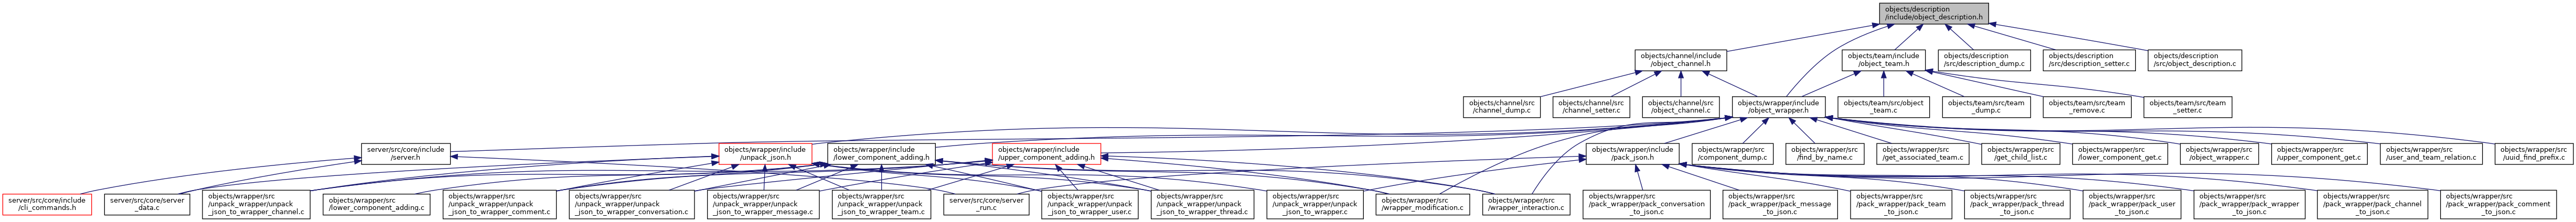 objects/description
/include/object_description.h
objects/channel/include
/object_channel.h
objects/team/include
/object_team.h
objects/description
/src/description_dump.c
objects/description
/src/description_setter.c
objects/description
/src/object_description.c
objects/channel/src
/channel_dump.c
objects/channel/src
/channel_setter.c
objects/channel/src
/object_channel.c
objects/wrapper/include
/object_wrapper.h
objects/team/src/object
_team.c
objects/team/src/team
_dump.c
objects/team/src/team
_remove.c
objects/team/src/team
_setter.c
server/src/core/include
/server.h
objects/wrapper/include
/unpack_json.h
objects/wrapper/include
/lower_component_adding.h
objects/wrapper/include
/upper_component_adding.h
objects/wrapper/include
/pack_json.h
objects/wrapper/src
/component_dump.c
objects/wrapper/src
/find_by_name.c
objects/wrapper/src
/get_associated_team.c
objects/wrapper/src
/get_child_list.c
objects/wrapper/src
/lower_component_get.c
objects/wrapper/src
/object_wrapper.c
objects/wrapper/src
/upper_component_get.c
objects/wrapper/src
/user_and_team_relation.c
objects/wrapper/src
/uuid_find_prefix.c
server/src/core/include
/cli_commands.h
server/src/core/server
_data.c
objects/wrapper/src
/unpack_wrapper/unpack
_json_to_wrapper_channel.c
objects/wrapper/src
/lower_component_adding.c
objects/wrapper/src
/unpack_wrapper/unpack
_json_to_wrapper_comment.c
objects/wrapper/src
/unpack_wrapper/unpack
_json_to_wrapper_conversation.c
objects/wrapper/src
/unpack_wrapper/unpack
_json_to_wrapper_message.c
objects/wrapper/src
/unpack_wrapper/unpack
_json_to_wrapper_team.c
server/src/core/server
_run.c
objects/wrapper/src
/unpack_wrapper/unpack
_json_to_wrapper_user.c
objects/wrapper/src
/unpack_wrapper/unpack
_json_to_wrapper_thread.c
objects/wrapper/src
/unpack_wrapper/unpack
_json_to_wrapper.c
objects/wrapper/src
/wrapper_modification.c
objects/wrapper/src
/wrapper_interaction.c
objects/wrapper/src
/pack_wrapper/pack_conversation
_to_json.c
objects/wrapper/src
/pack_wrapper/pack_message
_to_json.c
objects/wrapper/src
/pack_wrapper/pack_team
_to_json.c
objects/wrapper/src
/pack_wrapper/pack_thread
_to_json.c
objects/wrapper/src
/pack_wrapper/pack_user
_to_json.c
objects/wrapper/src
/pack_wrapper/pack_wrapper
_to_json.c
objects/wrapper/src
/pack_wrapper/pack_channel
_to_json.c
objects/wrapper/src
/pack_wrapper/pack_comment
_to_json.c